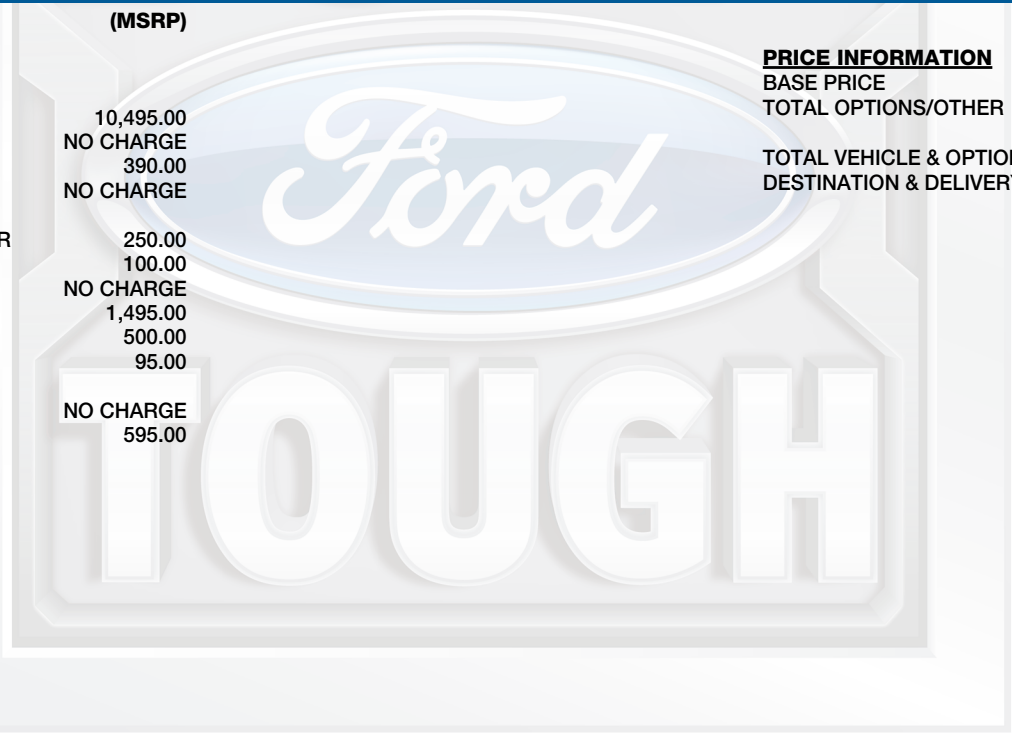 (MSRP)
10,495.00
NO CHARGE
390.00
NO CHARGE
R 250.00
100.00
NO CHARGE
1,495.00
500.00
95.00
NO CHARGE
595.00
PRICE INFORMATION
BASE PRICE
TOTAL OPTIONS/OTHER
TOTAL VEHICLE & OPTION
DESTINATION & DELIVERY
Ford
TOUGH